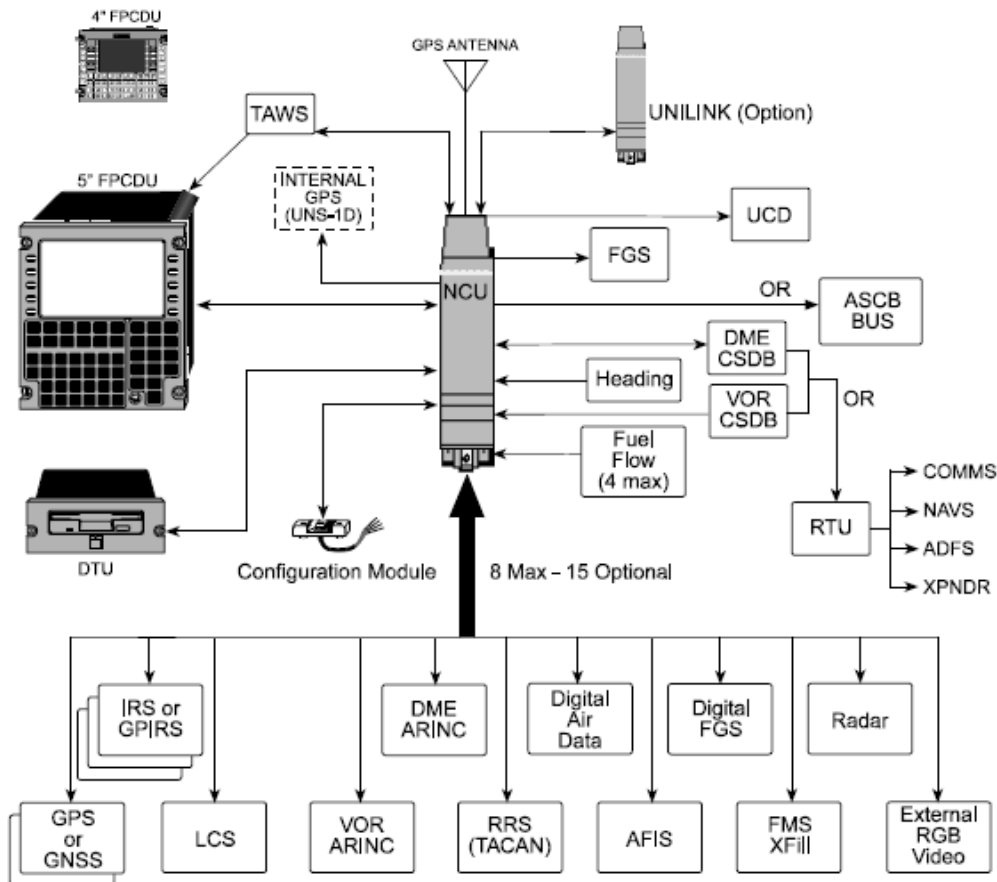 4" FPCDU
GPS ANTENNA
UNILINK (Option)
TAWS
5" FPCDU
INTERNAL
GPS
(UNS-1D)
UCD
FGS
NCU
OR
ASCB
BUS
DME
CSDB
Heading
VOR
CSDB
OR
Fuel
Flow
(4 max)
COMMS
NAVS
RTU
ADFS
XPNDR
DTU
Configuration Module
8 Max – 15 Optional
IRS or
GPIRS
DME
ARINC
Digital
Air
Data
Digital
FGS
Radar
GPS
or
GNSS
LCS
VOR
ARINC
RRS
(TACAN)
AFIS
FMS
XFill
External
RGB
Video